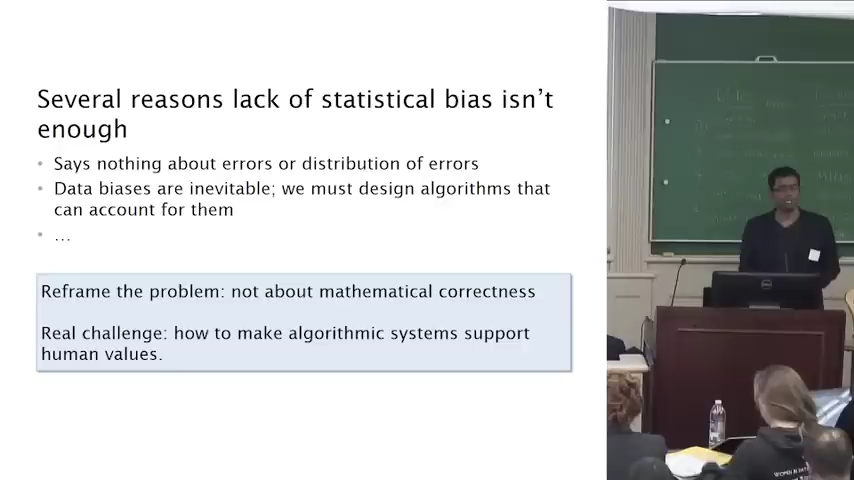 Several reasons lack of statistical bias isn't
enough
• Says nothing about errors or distribution of errors
• Data biases are inevitable; we must design algorithms that
can account for them
• ...
Reframe the problem: not about mathematical correctness
Real challenge: how to make algorithmic systems support
human values.
WOMEN IN